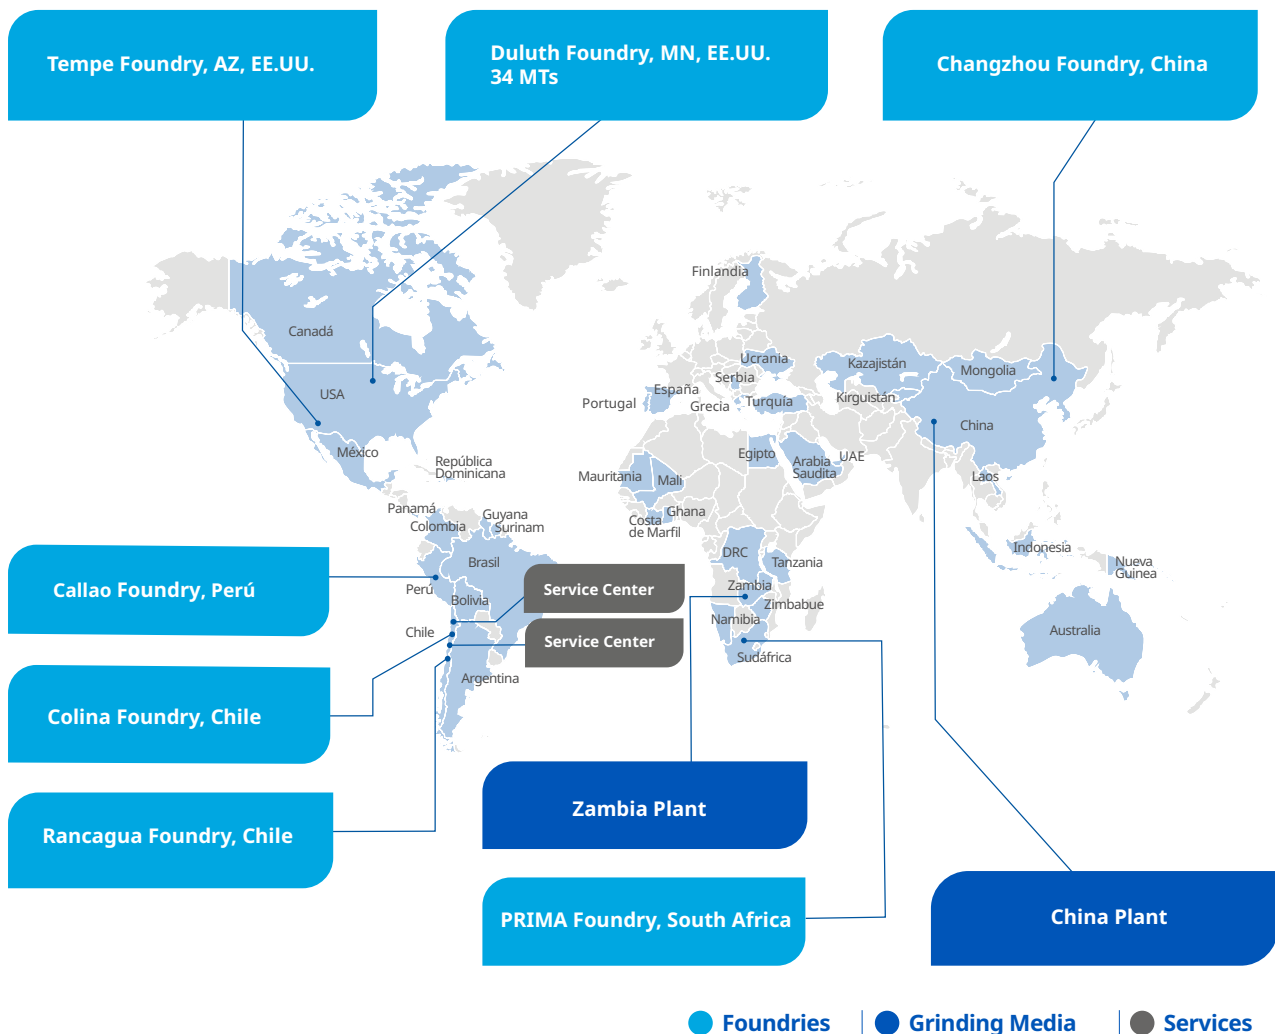 Tempe Foundry, AZ, EE.UU.
Duluth Foundry, MN, EE.UU.
34 MTs
Changzhou Foundry, China
Finlandia
Canadá
USA
México
República
Dominicana
Panamá
Colombia
Guyana
Surinam
Brasil
Perú
Bolivia
Chile
Argentina
Ucrania
Serbia
España
Portugal
Grecia
Turquía
Kazajistán
Kirguistán
Mongolia
China
Egipto
Arabia
Saudita
UAE
Mauritania
Mali
Costa
de Marfil
Ghana
Laos
DRC
Tanzania
Zambia
Zimbabue
Namibia
Sudáfrica
Indonesia
Nueva
Guinea
Australia
Callao Foundry, Perú
Service Center
Service Center
Colina Foundry, Chile
Rancagua Foundry, Chile
Zambia Plant
PRIMA Foundry, South Africa
China Plant
Foundries
Grinding Media
Services